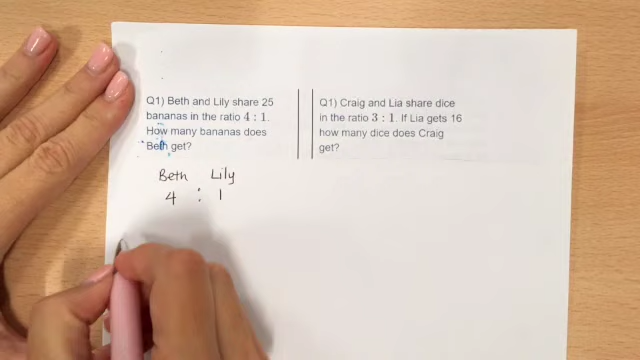 Q1) Beth and Lily share 25
bananas in the ratio 4 : 1.
How many bananas does
Beth get?
Q1) Craig and Lia share dice
in the ratio 3 : 1. If Lia gets 16
how many dice does Craig
get?
Beth Lily
4 : 1